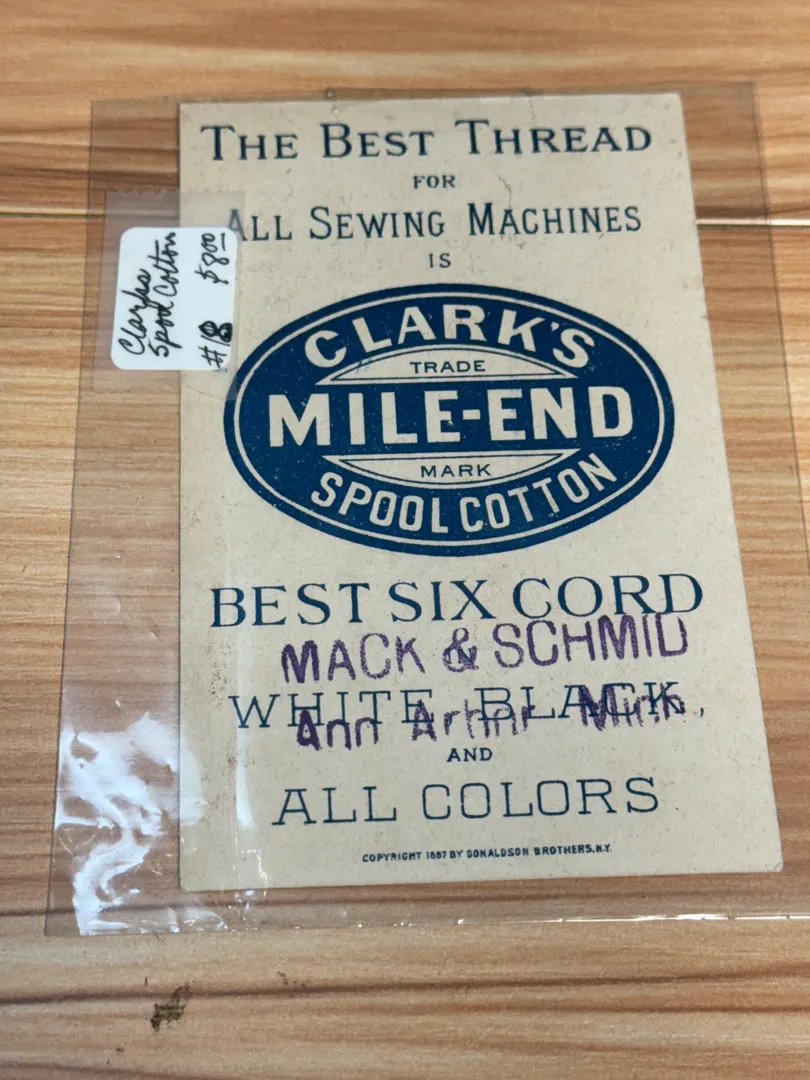 THE BEST THREAD
FOR
ALL SEWING MACHINES
IS
CLARK'S
TRADE
MILE-END
MARK
SPOOL COTTON
BEST SIX CORD
IN
MACK & SCHMID
WHITE, BLACK,
Ann Arbor Mich.
AND
ALL COLORS
COPYRIGHT 1887 BY DONALDSON BROTHERS. N.Y.
Clarks
Spool Cotton
#18 $8.00